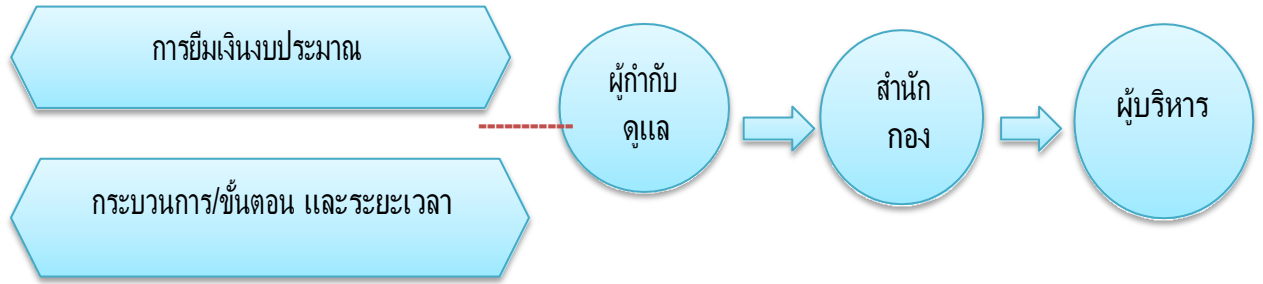 การยืมเงินงบประมาณ
กระบวนการ/ขั้นตอน และระยะเวลา
ผู้กำกับ
ดูแล
สำนัก
กอง
ผู้บริหาร